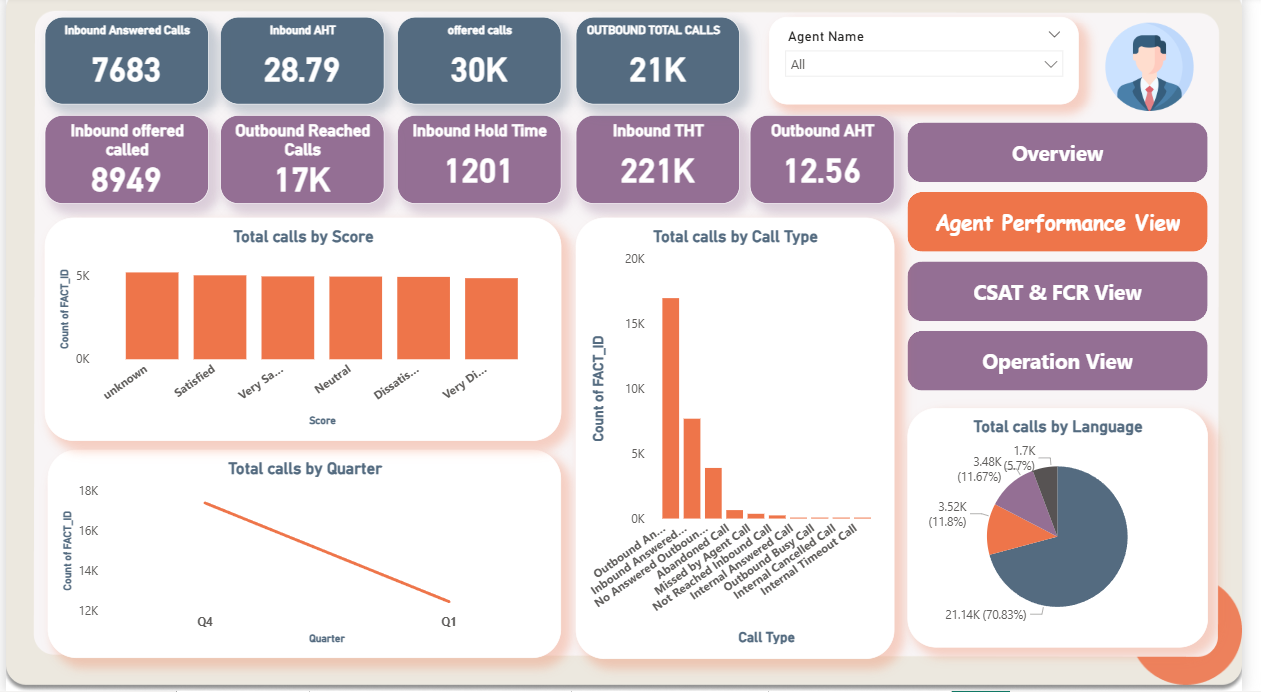 Inbound Answered Calls
7683
Inbound AHT
28.79
offered calls
30K
OUTBOUND TOTAL CALLS
21K
Agent Name
All
Inbound offered
called
8949
Outbound Reached
Calls
17K
Inbound Hold Time
1201
Inbound THT
221K
Outbound AHT
12.56
Overview
Agent Performance View
CSAT & FCR View
Operation View
Total calls by Score
Count of FACT_ID
5K
0K
unknown
Satisfied
Very Sa...
Neutral
Dissatis...
Very Di...
Score
Total calls by Quarter
Count of FACT_ID
18K
16K
14K
12K
Q4
Q1
Quarter
Total calls by Call Type
Count of FACT_ID
20K
15K
10K
5K
0K
Outbound An...
Inbound Answered...
No Answered Outboun...
Abandoned Call
Missed by Agent Call
Not Reached Inbound Call
Internal Answered Call
Outbound Busy Call
Internal Cancelled Call
Internal Timeout Call
Call Type
Total calls by Language
1.7K
(5.7%)
3.48K
(11.67%)
3.52K
(11.8%)
21.14K (70.83%)